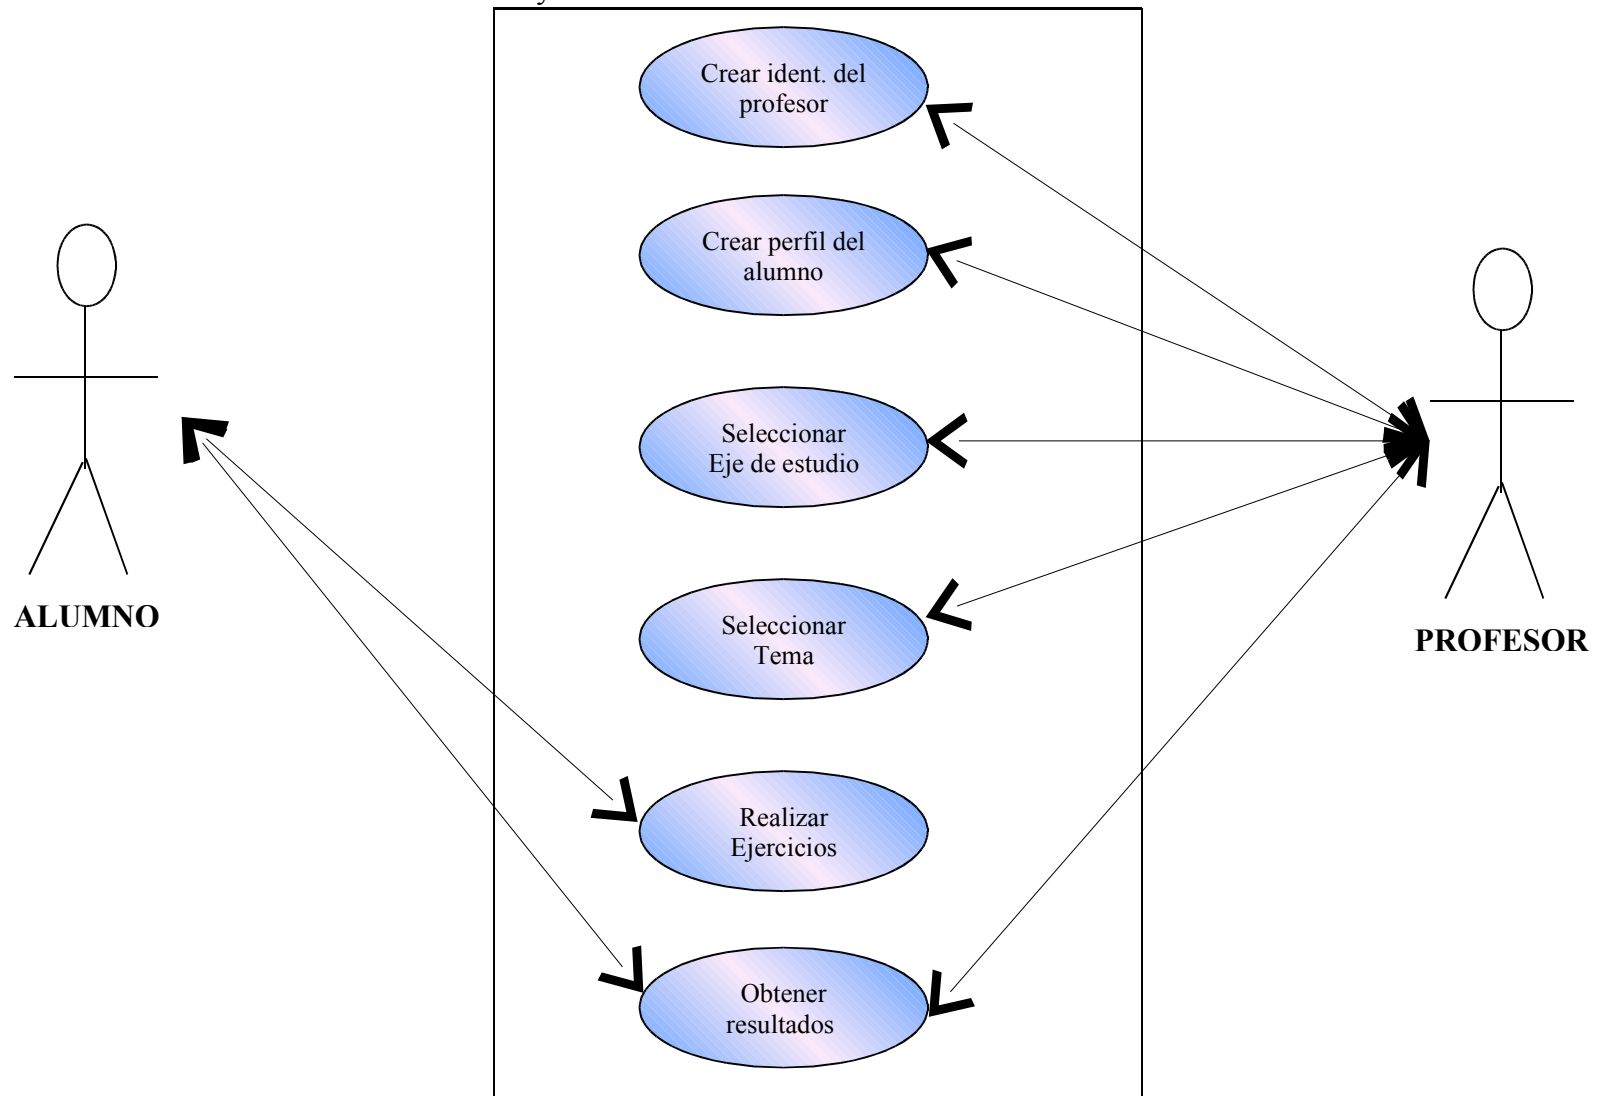 Crear ident. del
profesor
Crear perfil del
alumno
Seleccionar
Eje de estudio
Seleccionar
Tema
Realizar
Ejercicios
Obtener
resultados
ALUMNO
PROFESOR